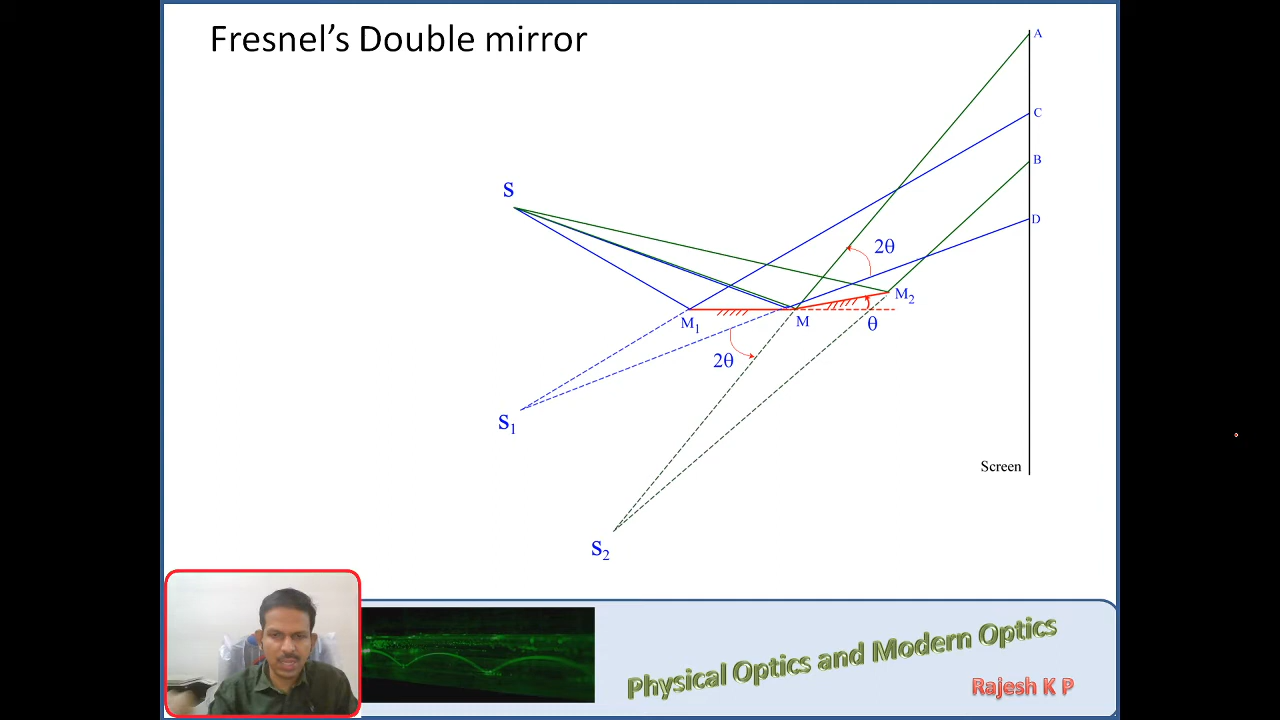 Fresnel’s Double mirror
A
C
B
D
S
2θ
M₁
M
M₂
θ
2θ
S₁
Screen
S₂
Physical Optics and Modern Optics
Rajesh K P